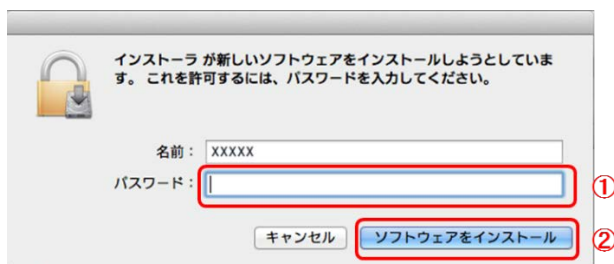 インストーラ が新しいソフトウェアをインストールしようとしていま
す。 これを許可するには、パスワードを入力してください。
名前： XXXXX
パスワード： ①
キャンセル ソフトウェアをインストール ②